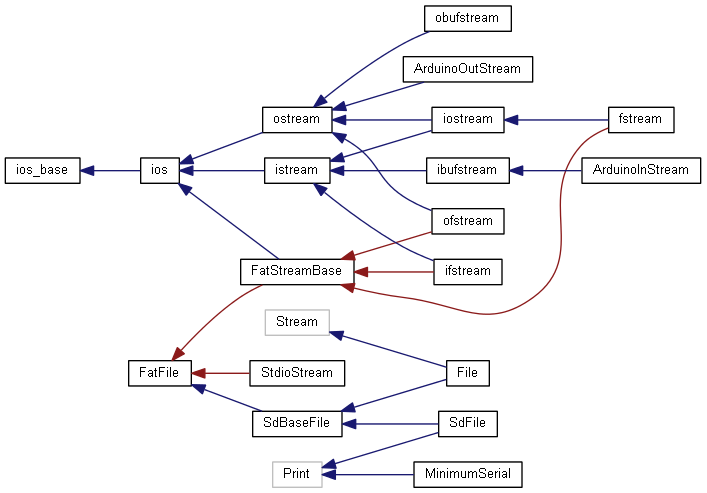 obufstream
ArduinoOutStream
ostream
iostream
fstream
ios_base
ios
istream
ibufstream
ArduinoInStream
ofstream
FatStreamBase
ifstream
Stream
FatFile
StdioStream
File
SdBaseFile
SdFile
Print
MinimumSerial